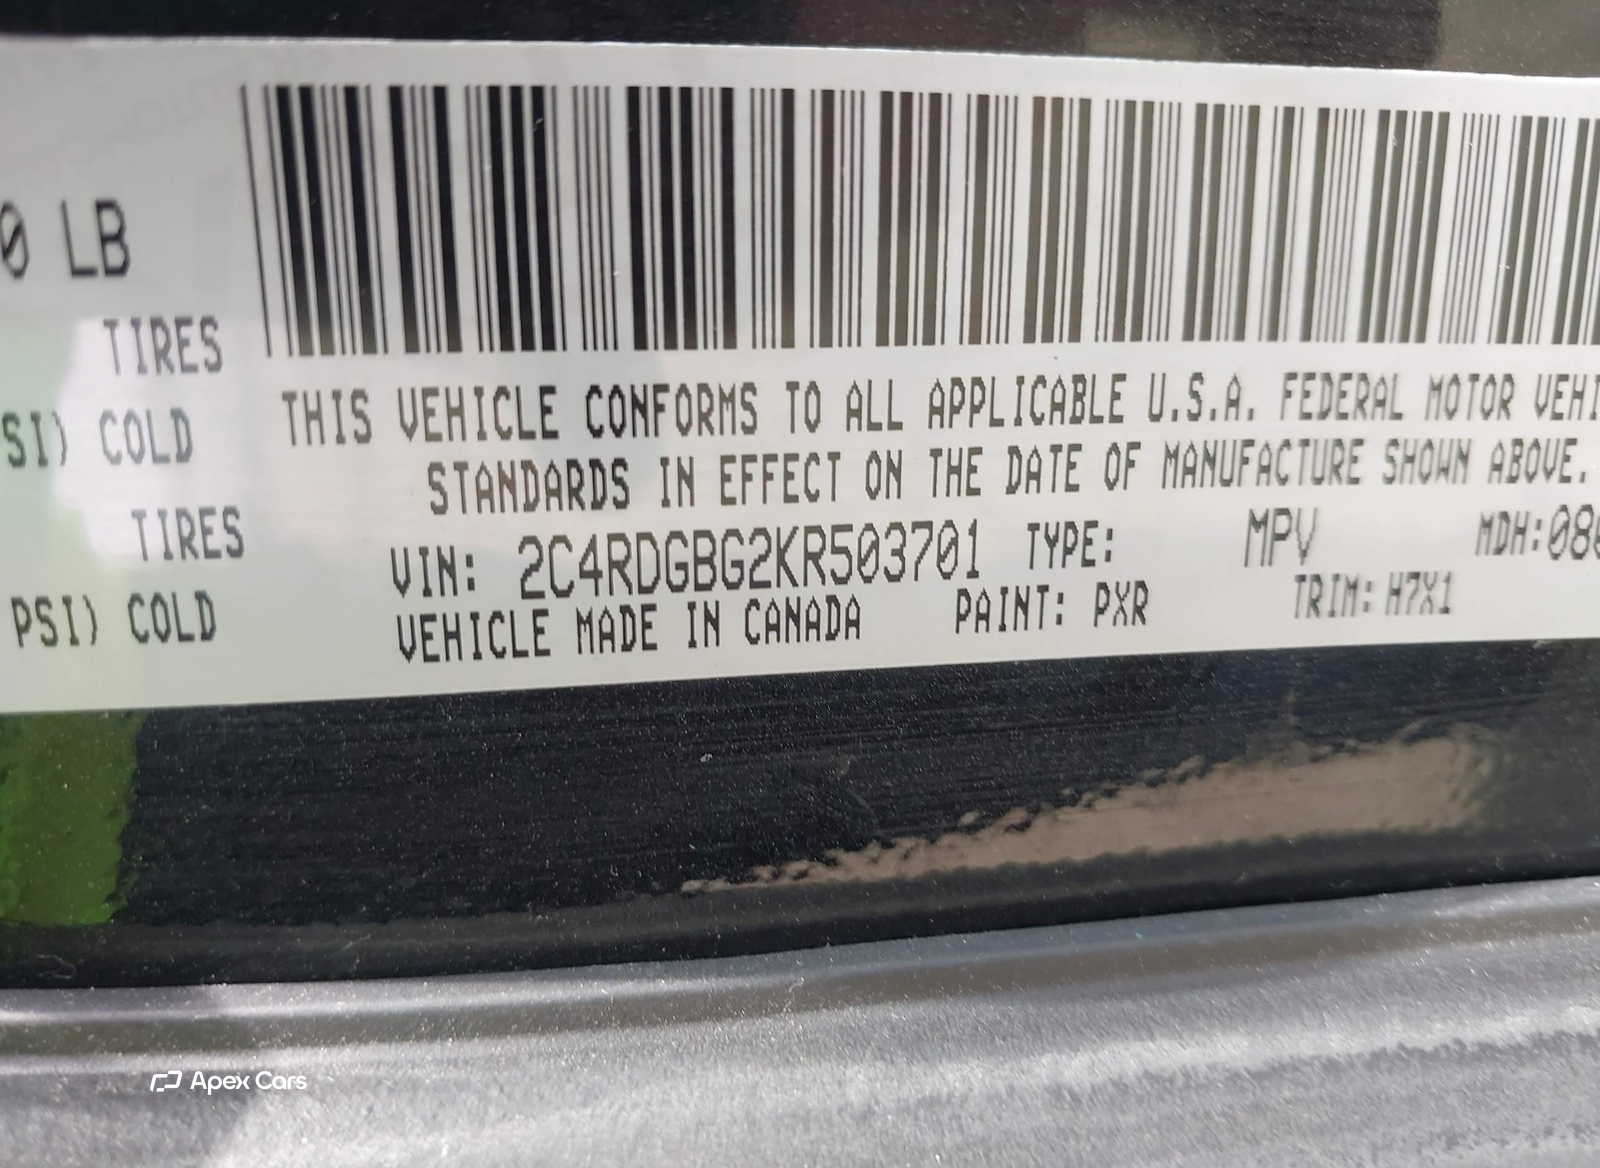 0 LB
TIRES
SI) COLD
TIRES
PSI) COLD
THIS VEHICLE CONFORMS TO ALL APPLICABLE U.S.A. FEDERAL MOTOR VEHI
STANDARDS IN EFFECT ON THE DATE OF MANUFACTURE SHOWN ABOVE.
VIN: 2C4RDGBG2KR503701 TYPE: MPV MDH:080
VEHICLE MADE IN CANADA PAINT: PXR TRIM: H7X1
Apex Cars